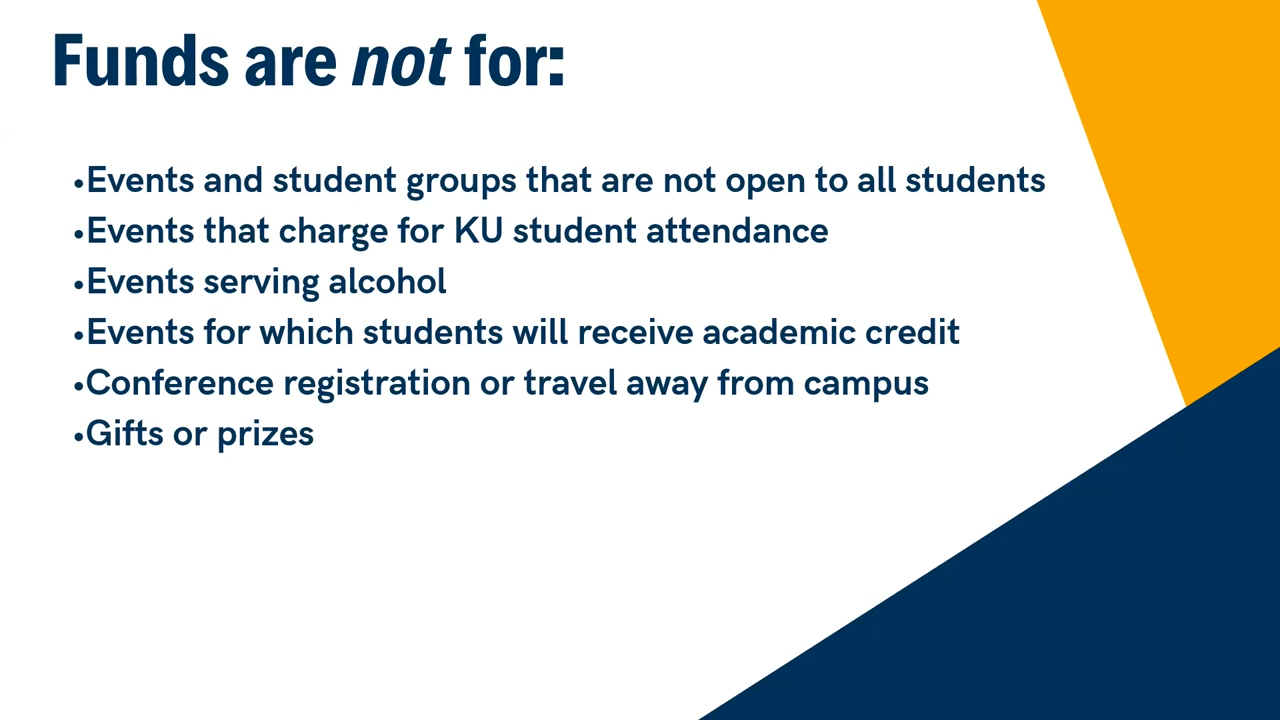 Funds are not for:
•Events and student groups that are not open to all students
•Events that charge for KU student attendance
•Events serving alcohol
•Events for which students will receive academic credit
•Conference registration or travel away from campus
•Gifts or prizes